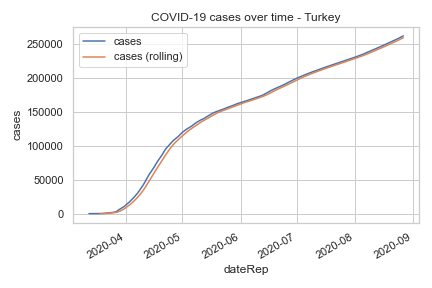 COVID-19 cases over time - Turkey
cases
cases (rolling)
250000
200000
150000
100000
50000
0
cases
2020-04
2020-05
2020-06
2020-07
2020-08
2020-09
dateRep